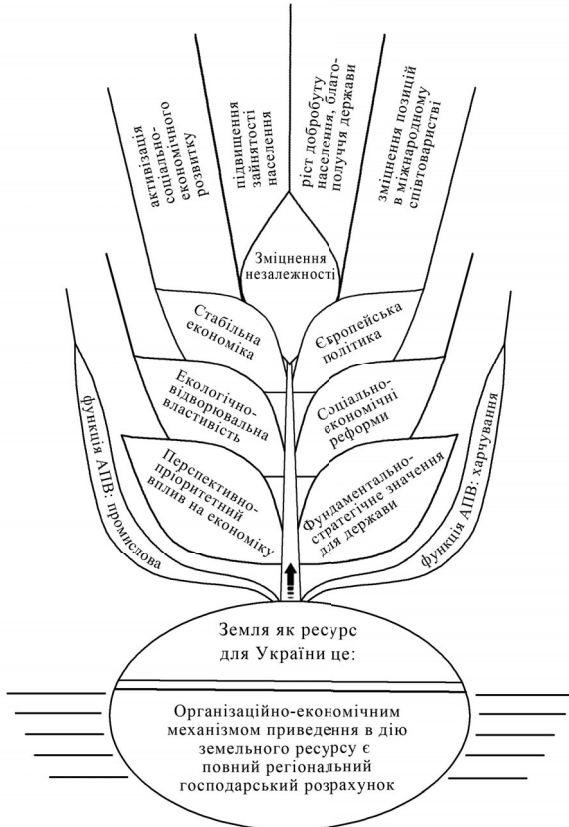 активізація
соціально-
економічного
розвитку
підвищення
зайнятості
населення
ріст добробуту
населення, благо-
получчя держави
зміцнення позицій
в міжнародному
співтоваристві
Зміцнення
незалежності
Стабільна
економіка
Європейська
політика
Екологічно-
відворювальна
властивість
Соціально-
економічні
реформи
Перспективно-
пріоритетний
вплив на економіку
Фундаментально-
стратегічне значення
для держави
функція АПВ: промислова
функція АПВ: харчування
Земля як ресурс
для України це:
Організаційно-економічним
механізмом приведення в дію
земельного ресурсу є
повний регіональний
господарський розрахунок